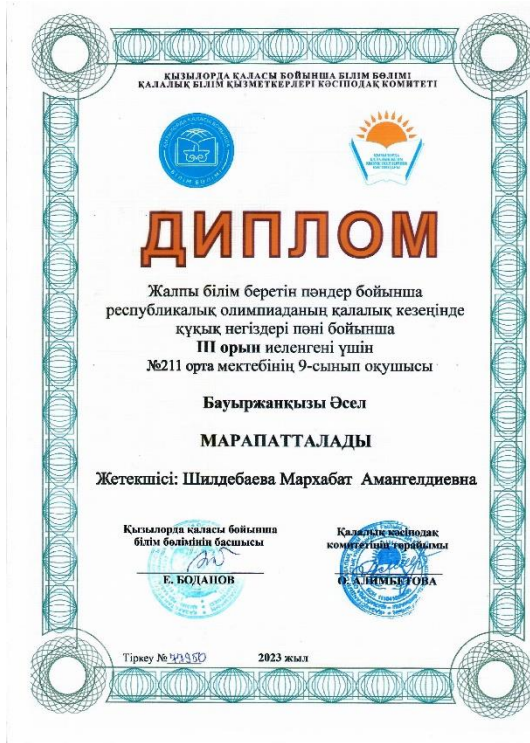 ҚЫЗЫЛОРДА ҚАЛАСЫ БОЙЫНША БІЛІМ БӨЛІМІ
ҚАЛАЛЫҚ БІЛІМ ҚЫЗМЕТКЕРЛЕРІ КӘСІПОДАҚ КОМИТЕТІ
ДИПЛОМ
Жалпы білім беретін пәндер бойынша
республикалық олимпиаданың қалалық кезеңінде
құқық негіздері пәні бойынша
III орын иеленгені үшін
№211 орта мектебінің 9-сынып оқушысы
Бауыржанқызы Әсел
МАРАПАТТАЛАДЫ
Жетекшісі: Шилдебаева Мархабат Амангелдиевна
Қызылорда қаласы бойынша
білім бөлімінің басшысы
Е. БОДАНОВ
Қалалық кәсіподақ
комитетінің төрайымы
О. АЛИМБЕТОВА
Тіркеу №
2023 жыл